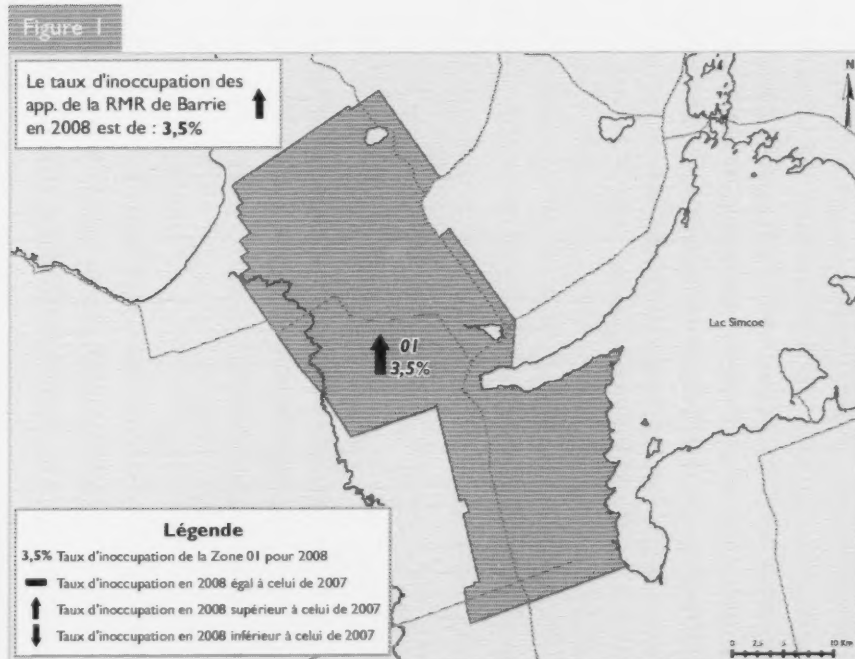 Figure 1
Le taux d'inoccupation des
app. de la RMR de Barrie
en 2008 est de : 3,5%
N
Lac Simcoe
01
3,5%
Légende
3,5% Taux d'inoccupation de la Zone 01 pour 2008
Taux d'inoccupation en 2008 égal à celui de 2007
Taux d'inoccupation en 2008 supérieur à celui de 2007
Taux d'inoccupation en 2008 inférieur à celui de 2007
0 2,5 5 10 Km